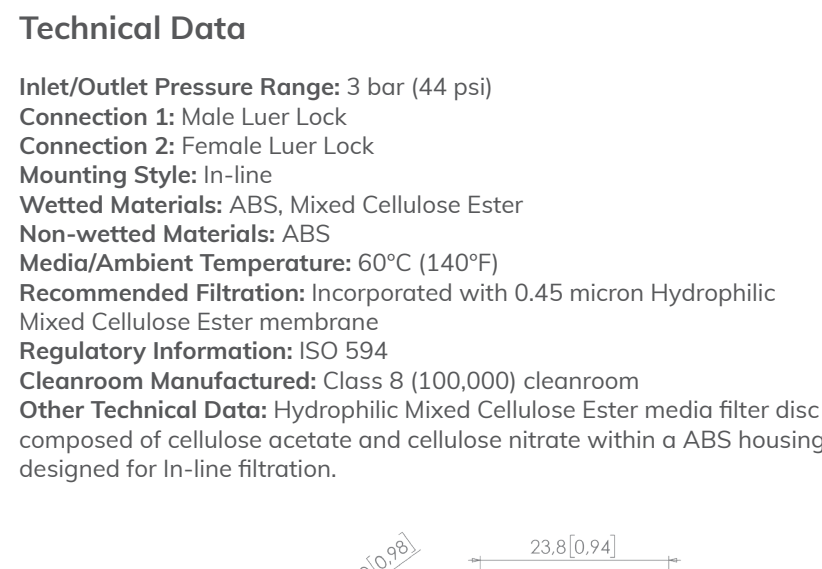 Technical Data
Inlet/Outlet Pressure Range: 3 bar (44 psi)
Connection 1: Male Luer Lock
Connection 2: Female Luer Lock
Mounting Style: In-line
Wetted Materials: ABS, Mixed Cellulose Ester
Non-wetted Materials: ABS
Media/Ambient Temperature: 60°C (140°F)
Recommended Filtration: Incorporated with 0.45 micron Hydrophilic
Mixed Cellulose Ester membrane
Regulatory Information: ISO 594
Cleanroom Manufactured: Class 8 (100,000) cleanroom
Other Technical Data: Hydrophilic Mixed Cellulose Ester media filter disc
composed of cellulose acetate and cellulose nitrate within a ABS housing
designed for In-line filtration.
[0,98]
23,8[0,94]